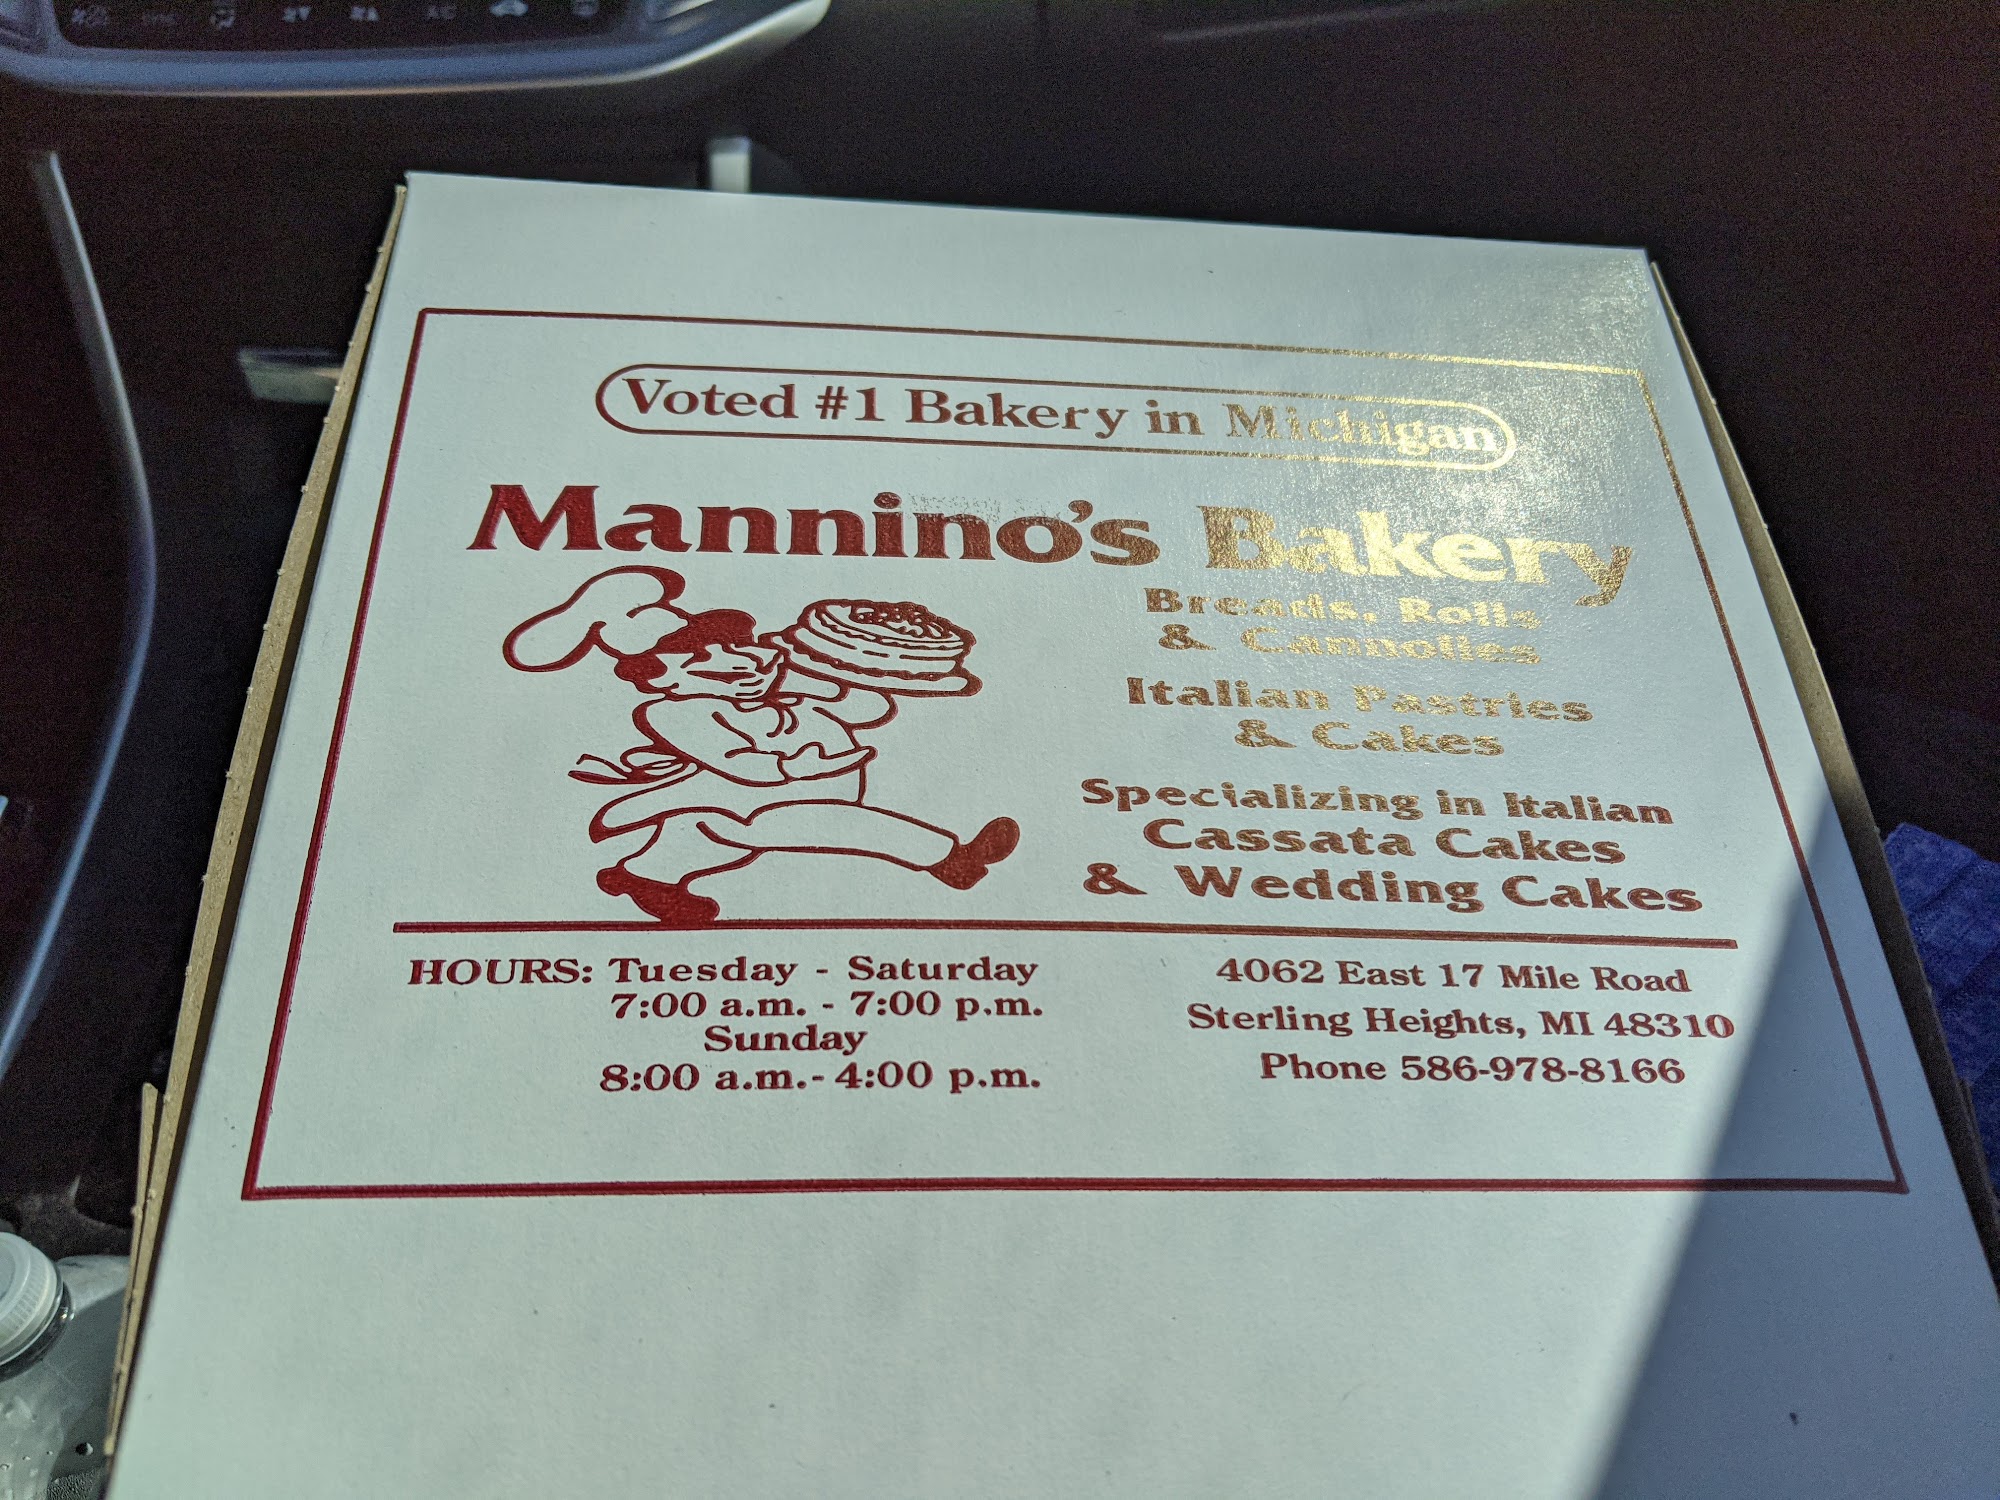 Voted #1 Bakery in Michigan
Mannino's Bakery
Breads, Rolls
& Cannolies
Italian Pastries
& Cakes
Specializing in Italian
Cassata Cakes
& Wedding Cakes
HOURS: Tuesday - Saturday
7:00 a.m. - 7:00 p.m.
Sunday
8:00 a.m.- 4:00 p.m.
4062 East 17 Mile Road
Sterling Heights, MI 48310
Phone 586-978-8166